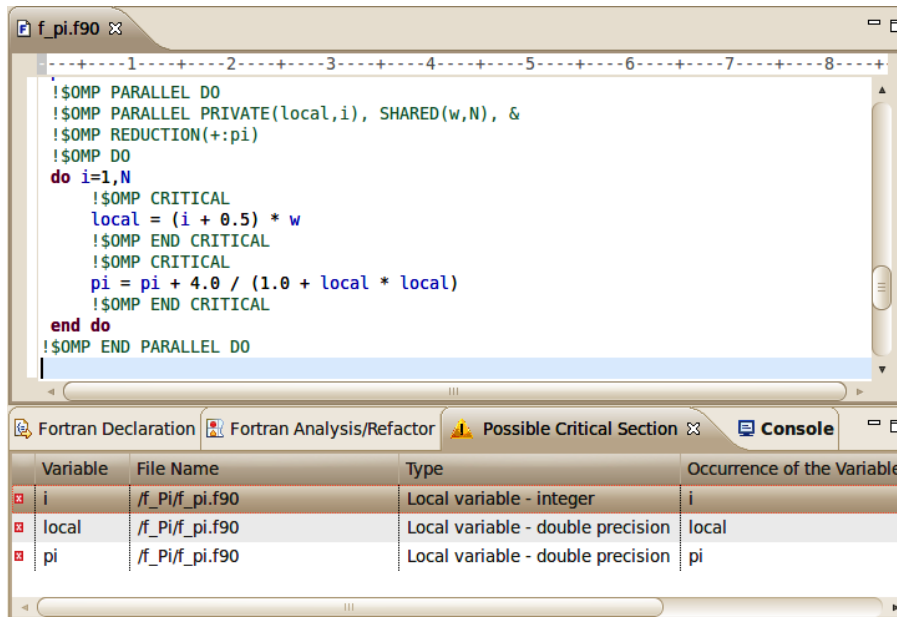 f_pi.f90
---+----1----+----2----+----3----+----4----+----5----+----6----+----7----+----8----+-
!$OMP PARALLEL DO
!$OMP PARALLEL PRIVATE(local,i), SHARED(w,N), &
!$OMP REDUCTION(+:pi)
!$OMP DO
do i=1,N
!$OMP CRITICAL
local = (i + 0.5) * w
!$OMP END CRITICAL
!$OMP CRITICAL
pi = pi + 4.0 / (1.0 + local * local)
!$OMP END CRITICAL
end do
!$OMP END PARALLEL DO
Fortran Declaration Fortran Analysis/Refactor Possible Critical Section Console
Variable File Name Type Occurrence of the Variable
i /f_Pi/f_pi.f90 Local variable - integer i
local /f_Pi/f_pi.f90 Local variable - double precision local
pi /f_Pi/f_pi.f90 Local variable - double precision pi